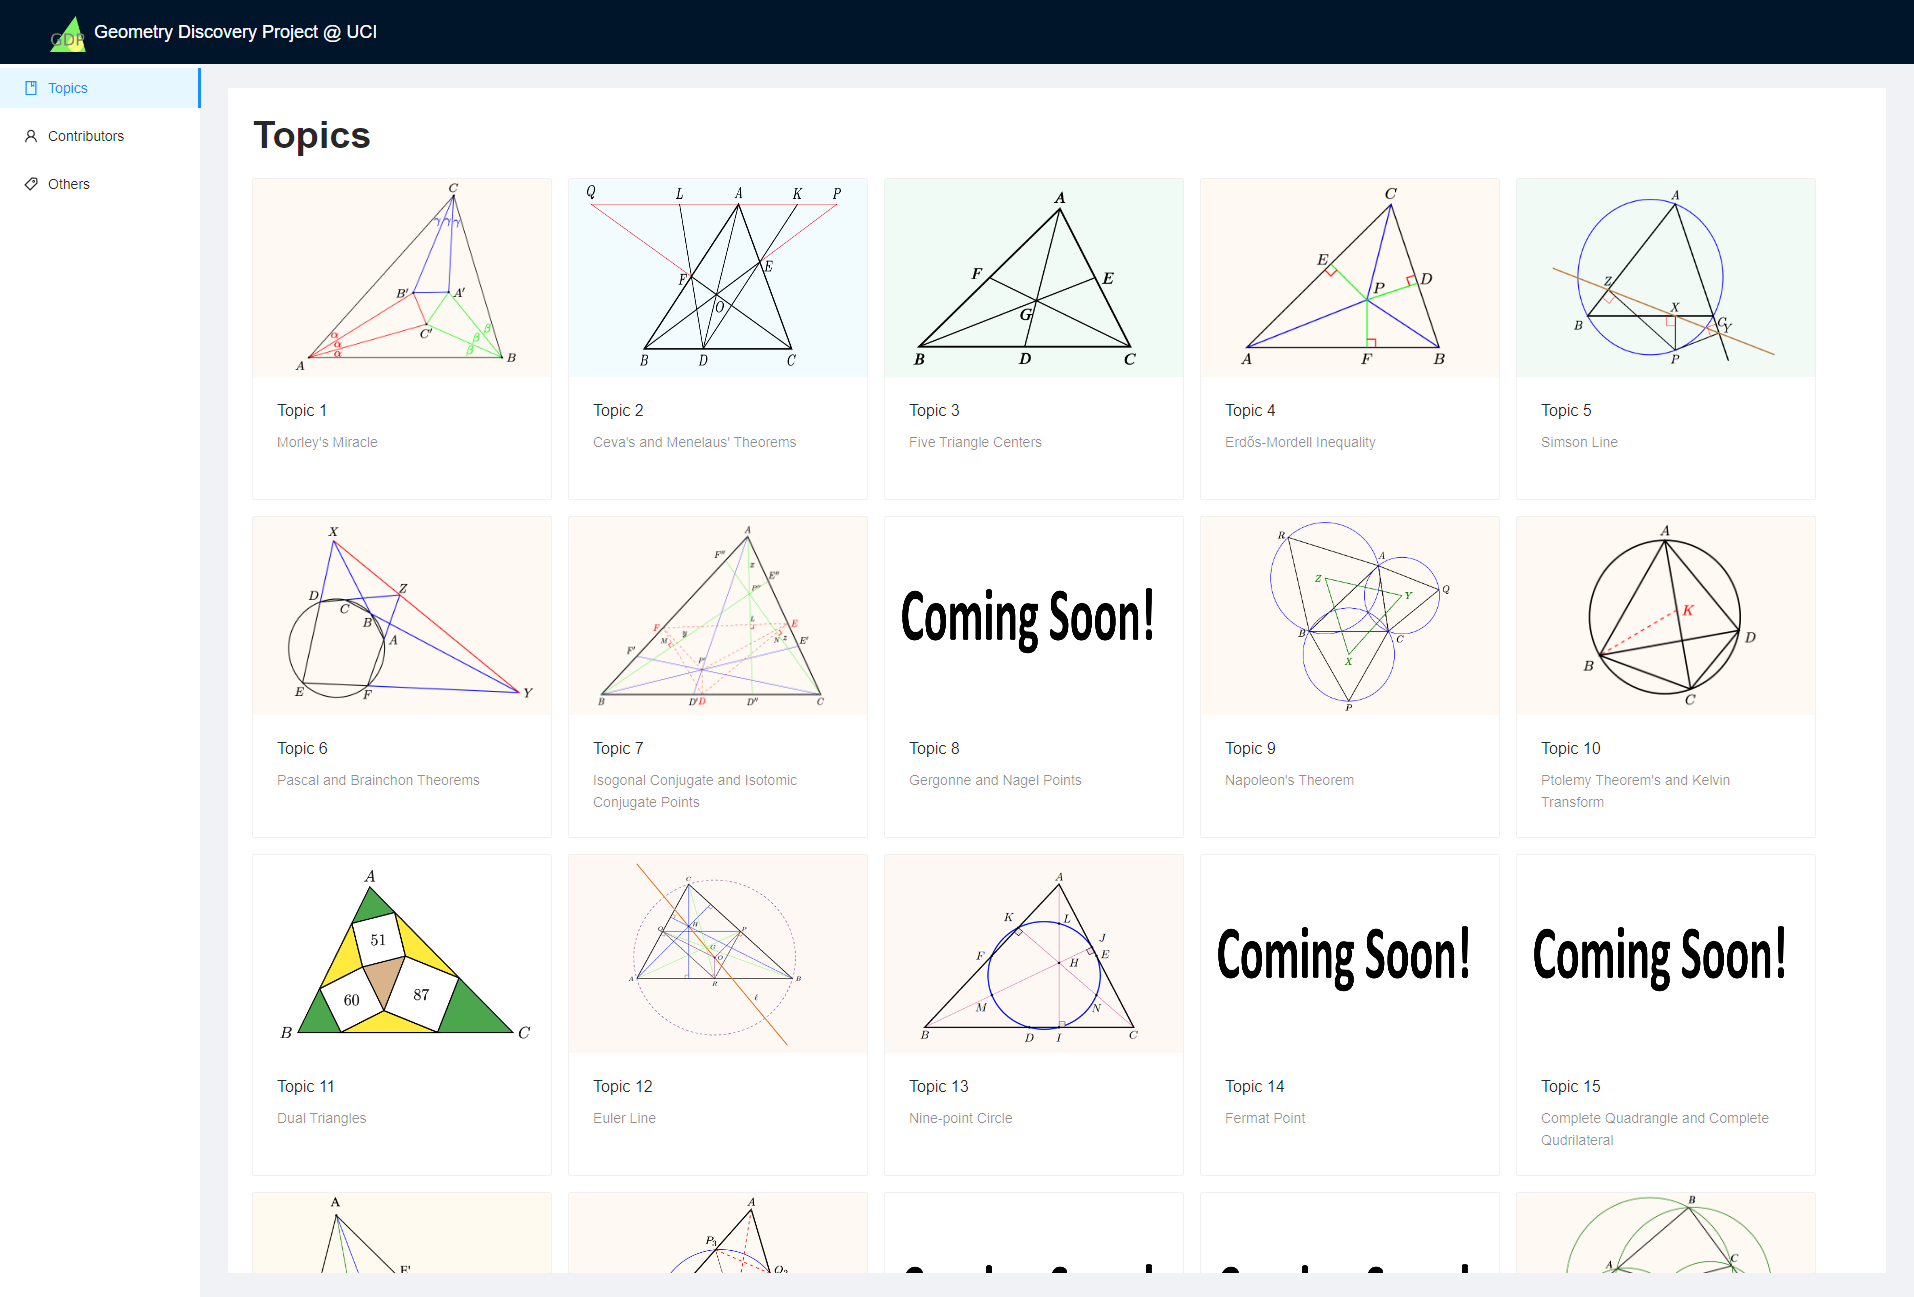 GDP
Geometry Discovery Project @ UCI
Topics
Contributors
Others
Topics
C
γ γ γ
B' A'
C'
α
α
α
β
β
β
A B
Q L A K P
F E
O
B D C
A
F E
G
B D C
C
E
D
P
A F B
A
Z
X
B C Y
P
Topic 1
Morley's Miracle
Topic 2
Ceva's and Menelaus' Theorems
Topic 3
Five Triangle Centers
Topic 4
Erdős-Mordell Inequality
Topic 5
Simson Line
X
D C Z
B A
E F Y
A
F'' E''
P''
F L E
M N
F' P' E'
B D' D D'' C
Coming Soon!
R
A
Z Y Q
B C
X
P
A
K
D
B
C
Topic 6
Pascal and Brainchon Theorems
Topic 7
Isogonal Conjugate and Isotomic
Conjugate Points
Topic 8
Gergonne and Nagel Points
Topic 9
Napoleon's Theorem
Topic 10
Ptolemy Theorem's and Kelvin
Transform
A
51
60 87
B C
C
Q H P
G
O
A R B
ℓ
A
K L
J
F E
H
M N
B D I C
Coming Soon!
Coming Soon!
Topic 11
Dual Triangles
Topic 12
Euler Line
Topic 13
Nine-point Circle
Topic 14
Fermat Point
Topic 15
Complete Quadrangle and Complete
Qudrilateral
A
E'
A
P3
B
A C